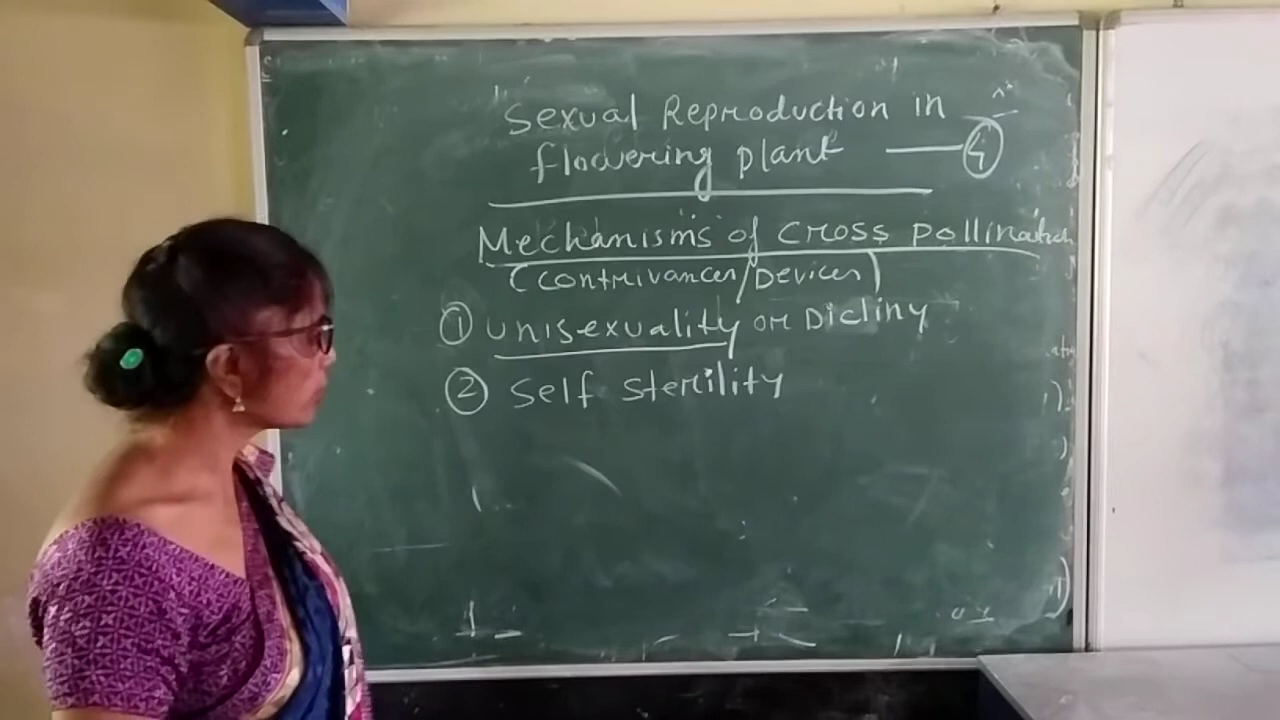 Sexual Reproduction in
flowering plant — 4
Mechanisms of cross pollination
(contrivances/Devices)
① Unisexuality or Dicliny
② Self sterility